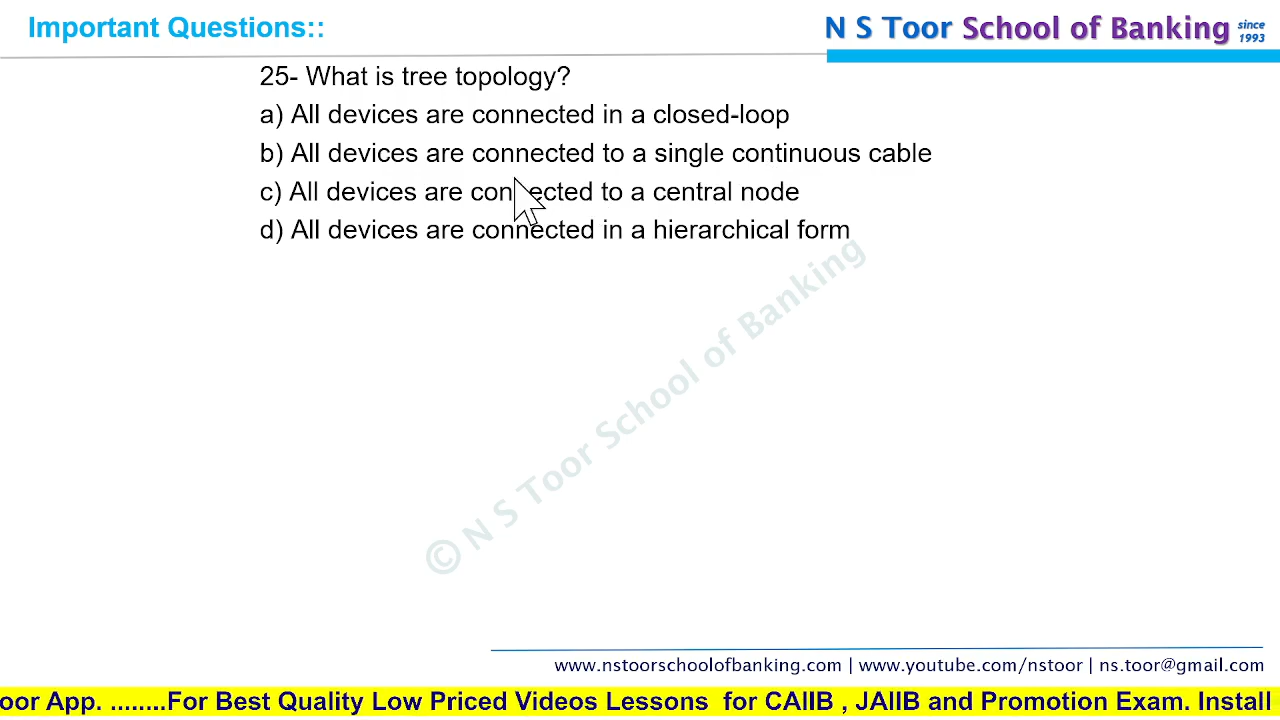 Important Questions::
N S Toor School of Banking since 1993
25- What is tree topology?
a) All devices are connected in a closed-loop
b) All devices are connected to a single continuous cable
c) All devices are connected to a central node
d) All devices are connected in a hierarchical form
© N S Toor School of Banking
www.nstoorschoolofbanking.com | www.youtube.com/nstoor | ns.toor@gmail.com
oor App. ........For Best Quality Low Priced Videos Lessons for CAIIB , JAIIB and Promotion Exam. Install